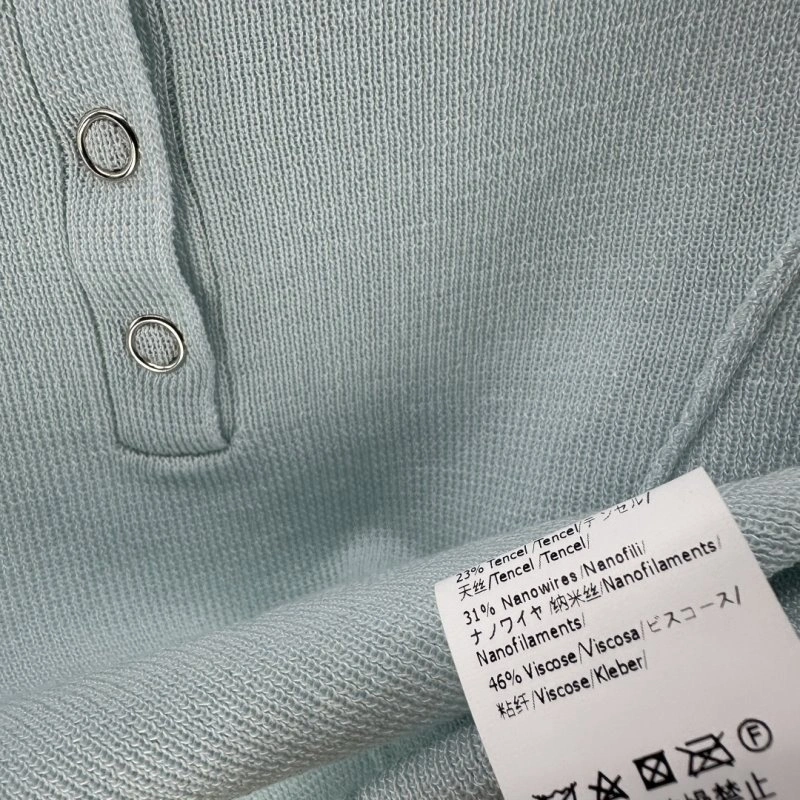 23% Tencel /Tencel/テンセル/
天丝/Tencel /Tencel/
31% Nanowires /Nanofili/
ナノワイヤ /纳米丝/Nanofilaments/
Nanofilaments/
46% Viscose/Viscosa/ビスコース/
粘纤/Viscose/Kleber/
F